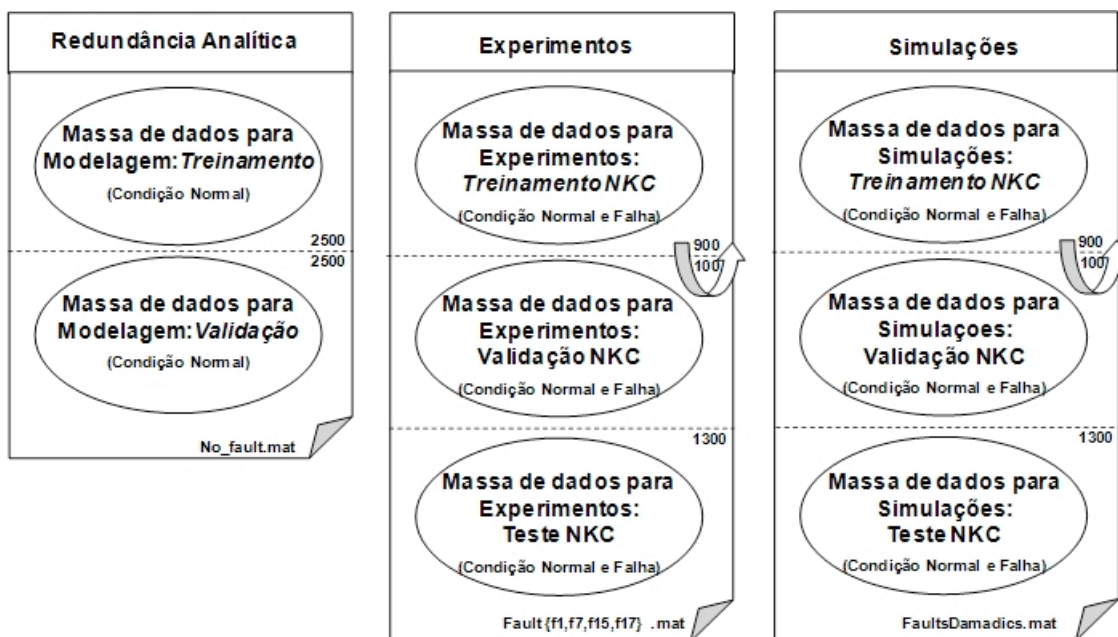 Redundância Analítica
Massa de dados para
Modelagem:Treinamento
(Condição Normal)
2500
2500
Massa de dados para
Modelagem:Validação
(Condição Normal)
No_fault.mat
Experimentos
Massa de dados para
Experimentos:
Treinamento NKC
(Condição Normal e Falha)
900
100
Massa de dados para
Experimentos:
Validação NKC
(Condição Normal e Falha)
1300
Massa de dados para
Experimentos:
Teste NKC
(Condição Normal e Falha)
Fault{f1,f7,f15,f17} .mat
Simulações
Massa de dados para
Simulações:
Treinamento NKC
(Condição Normal e Falha)
900
100
Massa de dados para
Simulaçoes:
Validação NKC
(Condição Normal e Falha)
1300
Massa de dados para
Simulações:
Teste NKC
(Condição Normal e Falha)
FaultsDamadics.mat